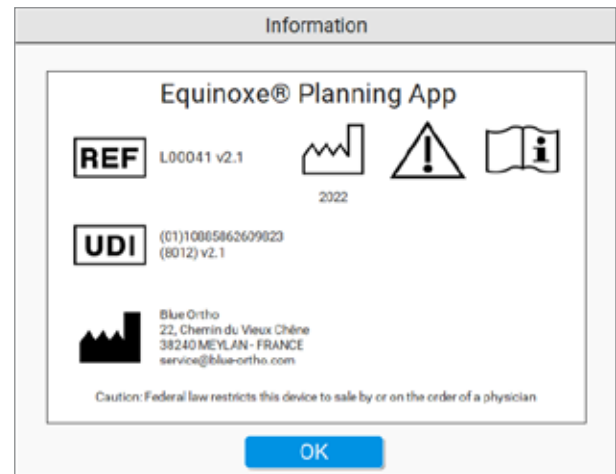 Information
Equinoxe® Planning App
REF
L00041 v2.1
2022
i
UDI
(01)10885862609823
(8012) v2.1
Blue Ortho
22, Chemin du Vieux Chêne
38240 MEYLAN - FRANCE
service@blue-ortho.com
Caution: Federal law restricts this device to sale by or on the order of a physician
OK